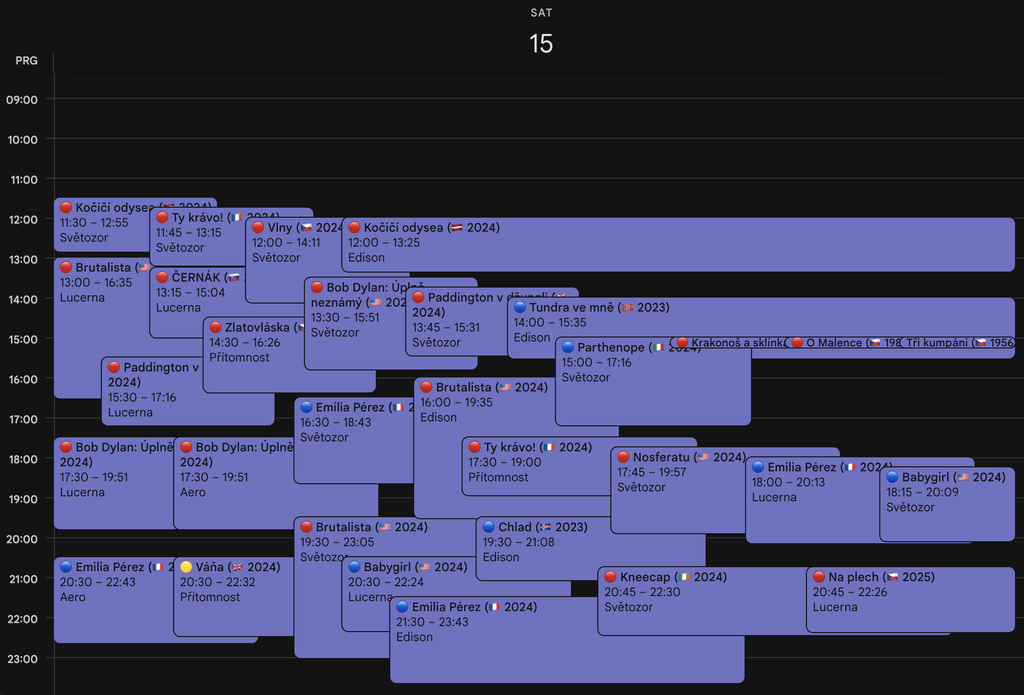 SAT
15
PRG
09:00
10:00
11:00
12:00
13:00
14:00
15:00
16:00
17:00
18:00
19:00
20:00
21:00
22:00
23:00
Kočičí odysea 2024)
11:30 – 12:55
Světozor
Ty krávo! ( 2024)
11:45 – 13:15
Světozor
Vlny ( 2024
12:00 – 14:11
Světozor
Kočičí odysea ( 2024)
12:00 – 13:25
Edison
Brutalista (
13:00 – 16:35
Lucerna
ČERNÁK (
13:15 – 15:04
Lucerna
Bob Dylan: Úplně
neznámý ( 202
13:30 – 15:51
Světozor
Paddington v džungli (
2024)
13:45 – 15:31
Světozor
Tundra ve mně ( 2023)
14:00 – 15:35
Edison
Zlatovláska (
14:30 – 16:26
Přítomnost
Parthenope ( 2024)
15:00 – 17:16
Světozor
Krakonoš a sklínk
O Malence ( 198
Tři kumpáni ( 1956
Paddington v
2024)
15:30 – 17:16
Lucerna
Brutalista ( 2024)
16:00 – 19:35
Edison
Emilia Pérez ( 2
16:30 – 18:43
Světozor
Bob Dylan: Úplně
2024)
17:30 – 19:51
Lucerna
Bob Dylan: Úplně
2024)
17:30 – 19:51
Aero
Ty krávo! ( 2024)
17:30 – 19:00
Přítomnost
Nosferatu ( 2024)
17:45 – 19:57
Světozor
Emilia Pérez ( 2024)
18:00 – 20:13
Lucerna
Babygirl ( 2024)
18:15 – 20:09
Světozor
Brutalista ( 2024)
19:30 – 23:05
Světozor
Chlad ( 2023)
19:30 – 21:08
Edison
Emilia Pérez ( 2
20:30 – 22:43
Aero
Váňa ( 2024)
20:30 – 22:32
Přítomnost
Babygirl ( 2024)
20:30 – 22:24
Lucerna
Kneecap ( 2024)
20:45 – 22:30
Světozor
Na plech ( 2025)
20:45 – 22:26
Lucerna
Emilia Pérez ( 2024)
21:30 – 23:43
Edison